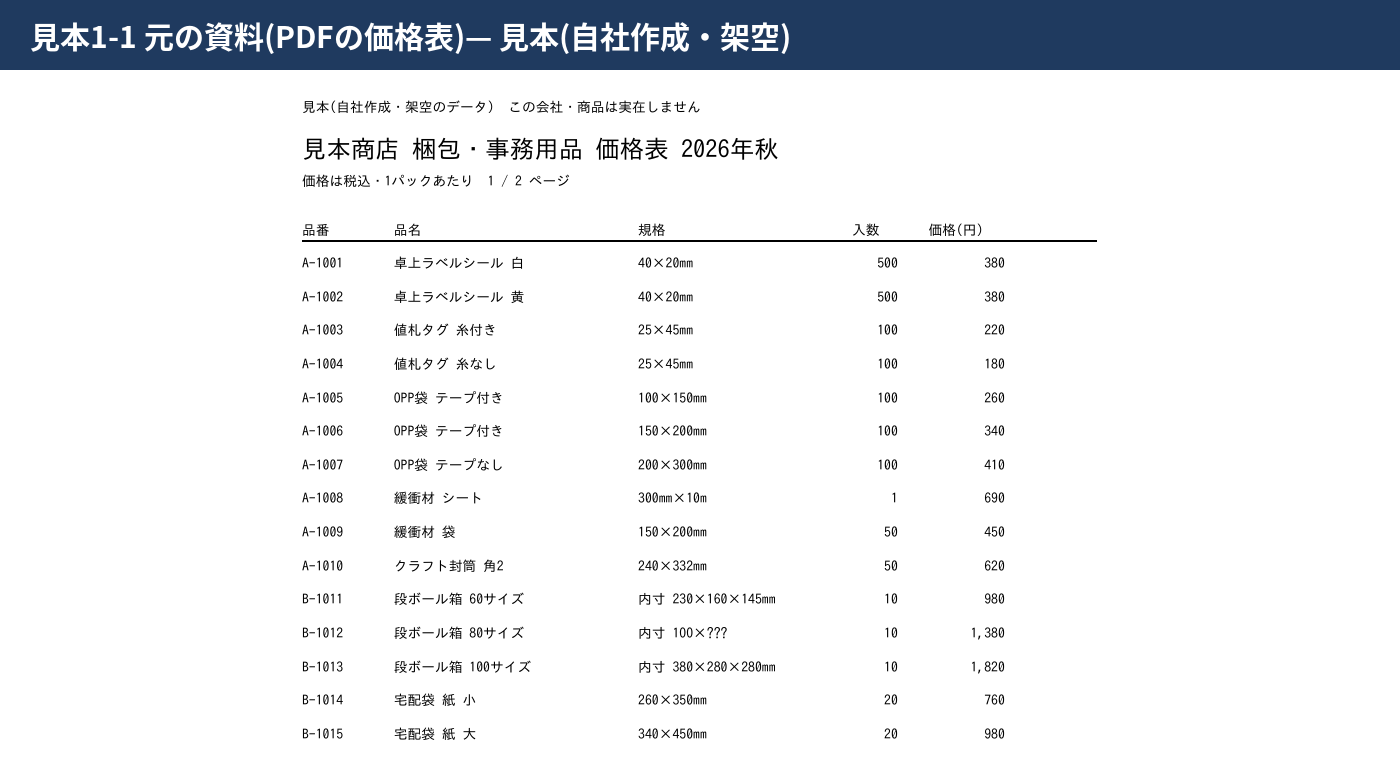 見本1-1 元の資料(PDFの価格表)— 見本(自社作成・架空)
見本(自社作成・架空のデータ) この会社・商品は実在しません
見本商店 梱包・事務用品 価格表 2026年秋
価格は税込・1パックあたり 1 / 2 ページ
品番 品名 規格 入数 価格(円)
A-1001 卓上ラベルシール 白 40×20mm 500 380
A-1002 卓上ラベルシール 黄 40×20mm 500 380
A-1003 値札タグ 糸付き 25×45mm 100 220
A-1004 値札タグ 糸なし 25×45mm 100 180
A-1005 OPP袋 テープ付き 100×150mm 100 260
A-1006 OPP袋 テープ付き 150×200mm 100 340
A-1007 OPP袋 テープなし 200×300mm 100 410
A-1008 緩衝材 シート 300mm×10m 1 690
A-1009 緩衝材 袋 150×200mm 50 450
A-1010 クラフト封筒 角2 240×332mm 50 620
B-1011 段ボール箱 60サイズ 内寸 230×160×145mm 10 980
B-1012 段ボール箱 80サイズ 内寸 100×??? 10 1,380
B-1013 段ボール箱 100サイズ 内寸 380×280×280mm 10 1,820
B-1014 宅配袋 紙 小 260×350mm 20 760
B-1015 宅配袋 紙 大 340×450mm 20 980